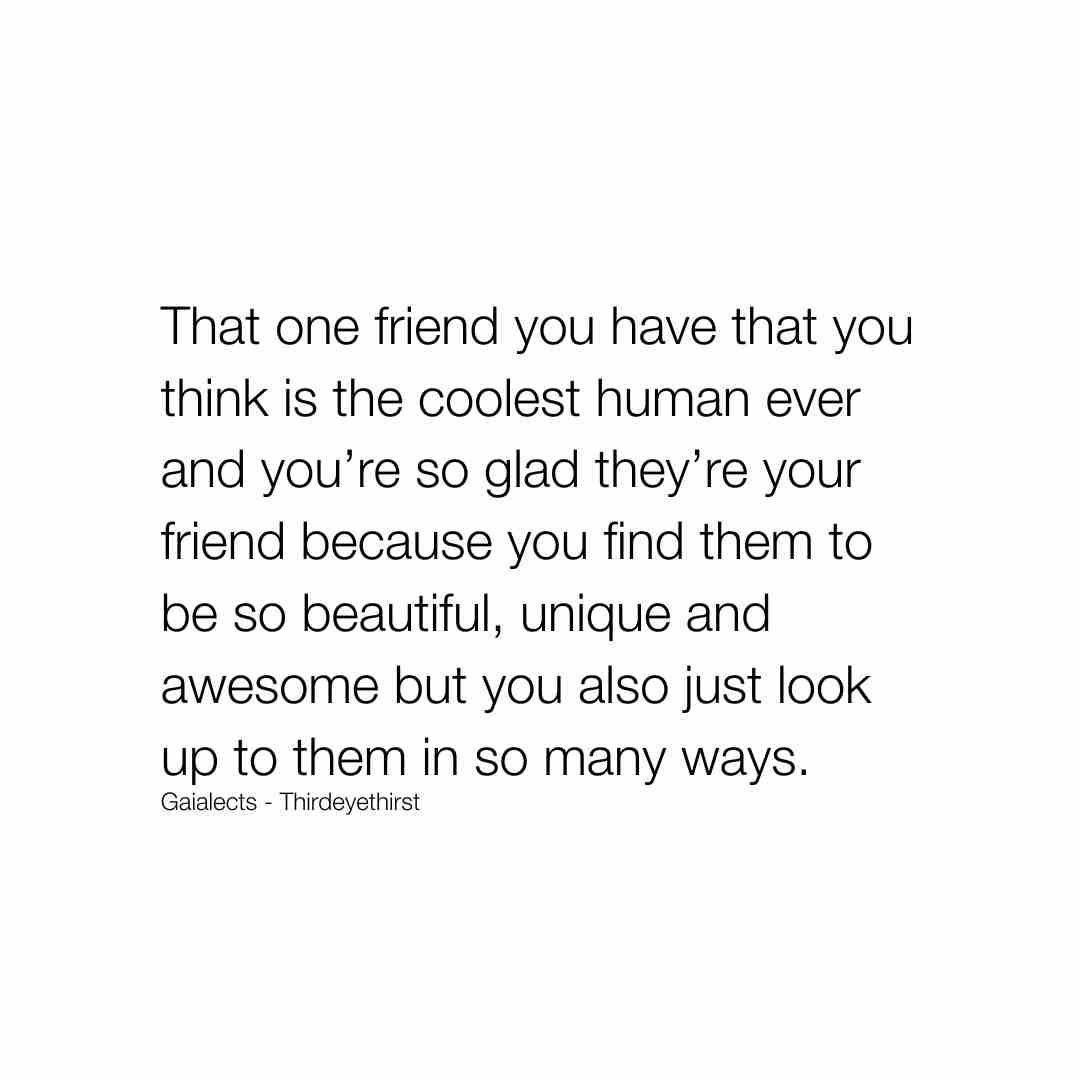 That one friend you have that you
think is the coolest human ever
and you’re so glad they’re your
friend because you find them to
be so beautiful, unique and
awesome but you also just look
up to them in so many ways.
Gaialects - Thirdeyethirst